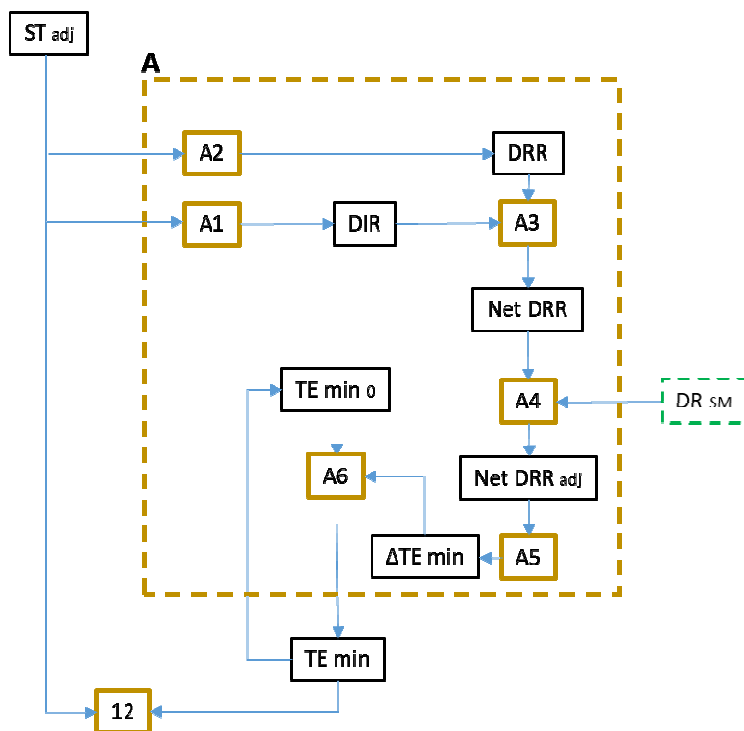 ST adj
A
A2
DRR
A1
DIR
A3
Net DRR
TE min 0
A4
DR SM
A6
Net DRR adj
ΔTE min
A5
TE min
12